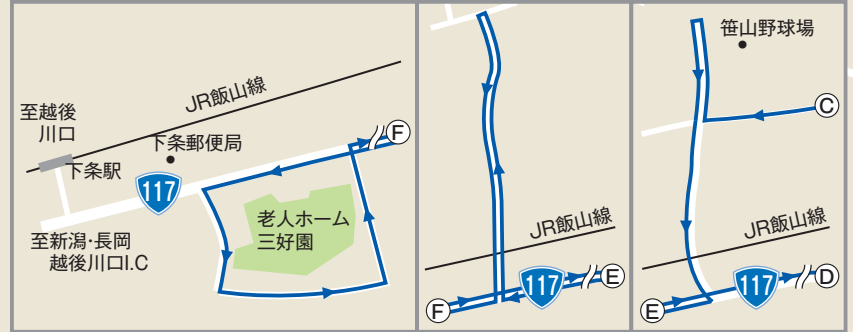 JR飯山線
至越後
川口
下条郵便局
下条駅
117
F
老人ホーム
三好園
至新潟・長岡
越後川口I.C
JR飯山線
117
E
F
笹山野球場
C
JR飯山線
117
D
E